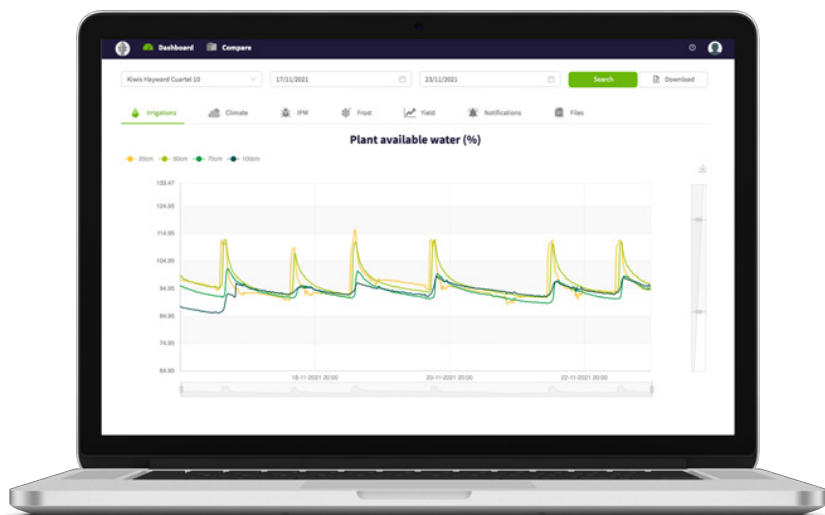 Dashboard Compare
Kiwis Hayward Cuartel 10 17/11/2021 23/11/2021 Search Download
Irrigations Climate IPM Frost Yield Notifications Files
Plant available water (%)
20cm 50cm 75cm 100cm
133.47
124.95
114.95
104.95
94.95
84.95
74.95
64.95
18-11-2021 20:00 20-11-2021 20:00 22-11-2021 20:00